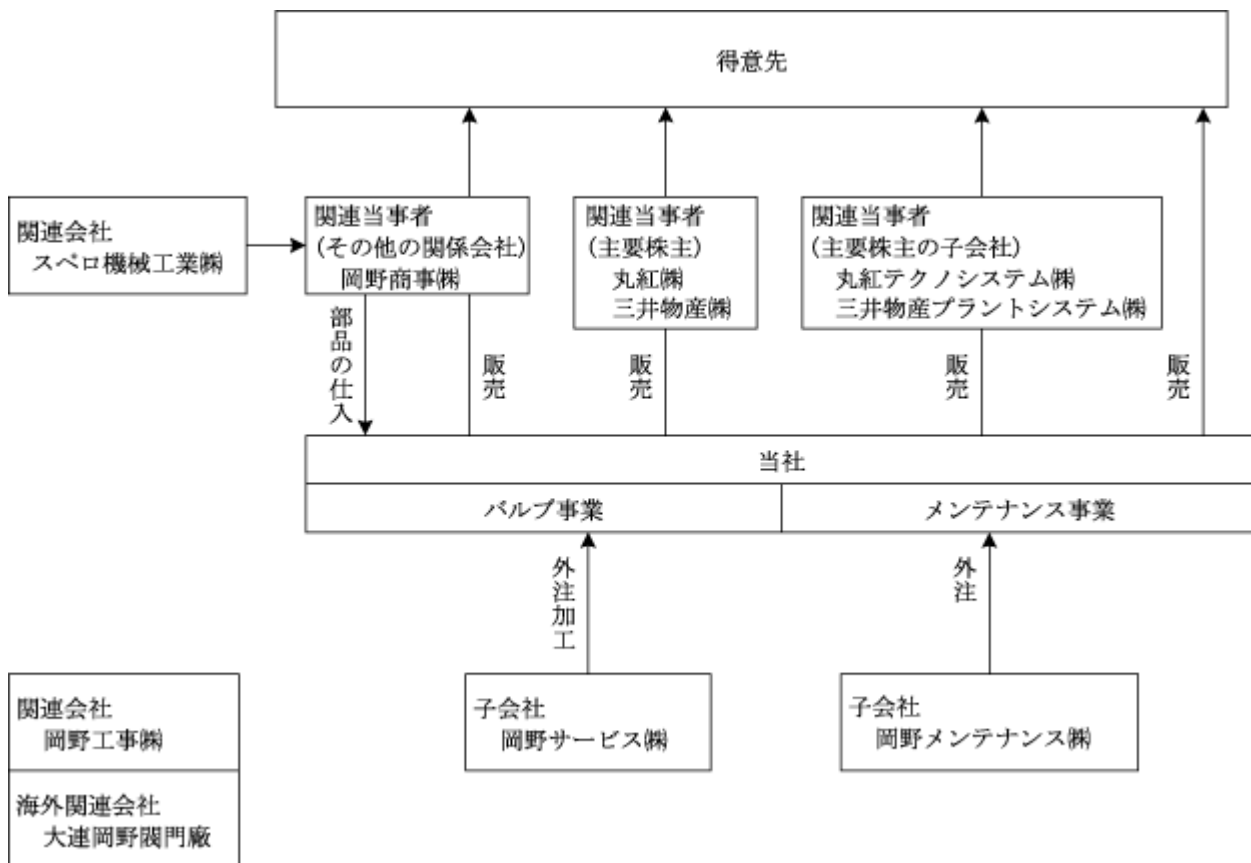 得意先
関連会社
スペロ機械工業㈱
関連当事者
(その他の関係会社)
岡野商事㈱
関連当事者
(主要株主)
丸紅㈱
三井物産㈱
関連当事者
(主要株主の子会社)
丸紅テクノシステム㈱
三井物産プラントシステム㈱
部品の仕入
販売
販売
販売
販売
当社
バルブ事業
メンテナンス事業
外注加工
外注
関連会社
岡野工事㈱
海外関連会社
大連岡野閥門廠
子会社
岡野サービス㈱
子会社
岡野メンテナンス㈱